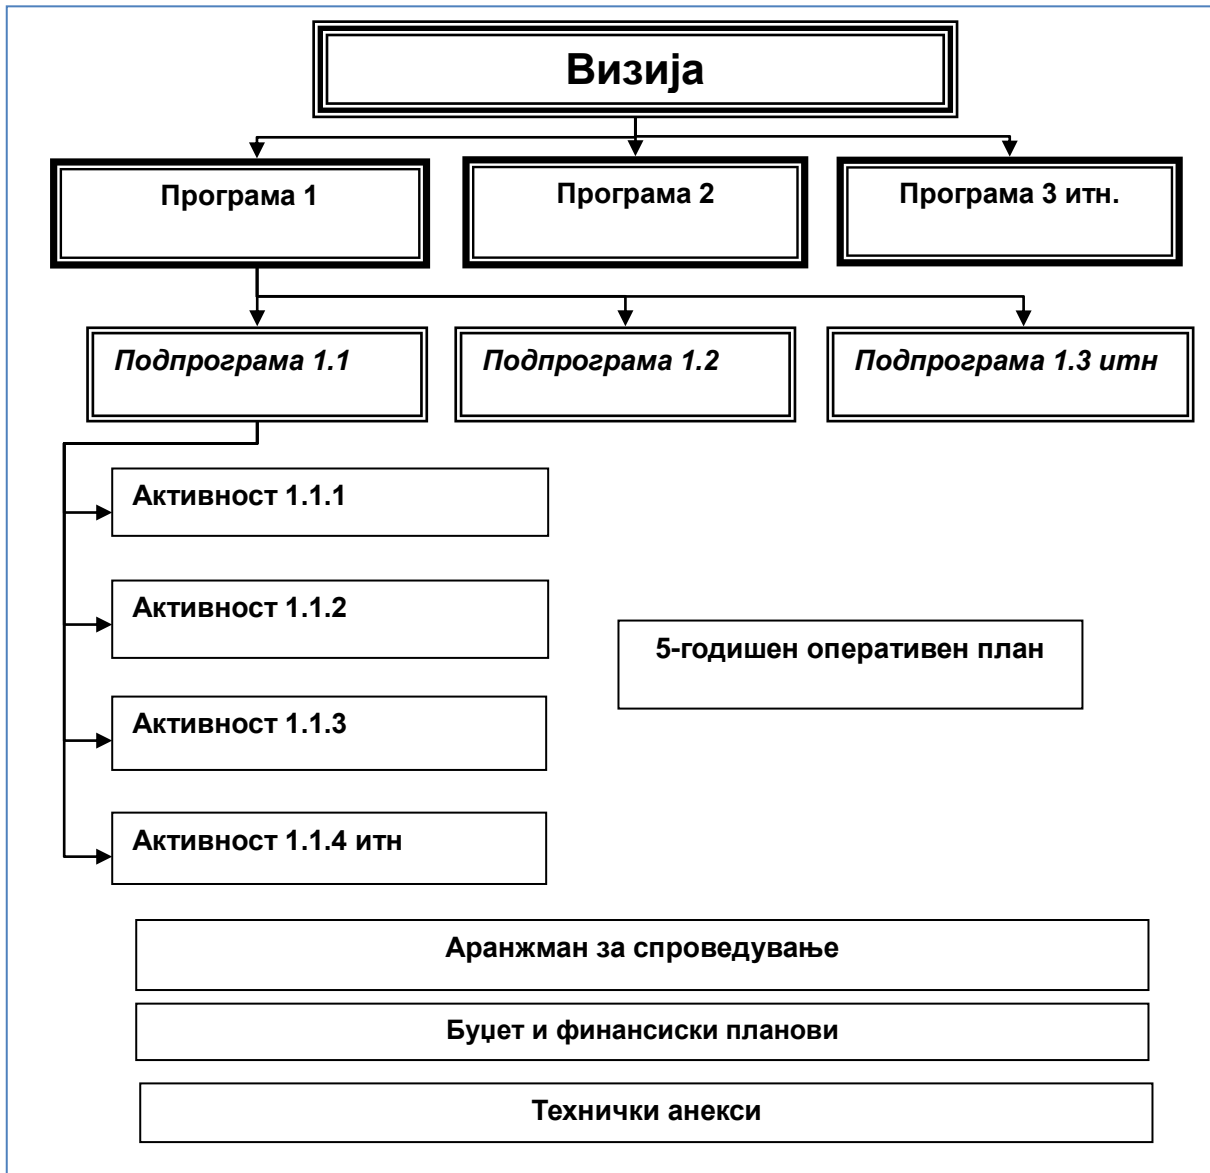 Визија
Програма 1
Програма 2
Програма 3 итн.
Подпрограма 1.1
Подпрограма 1.2
Подпрограма 1.3 итн
Активност 1.1.1
Активност 1.1.2
5-годишен оперативен план
Активност 1.1.3
Активност 1.1.4 итн
Аранжман за спроведување
Буџет и финансиски планови
Технички анекси